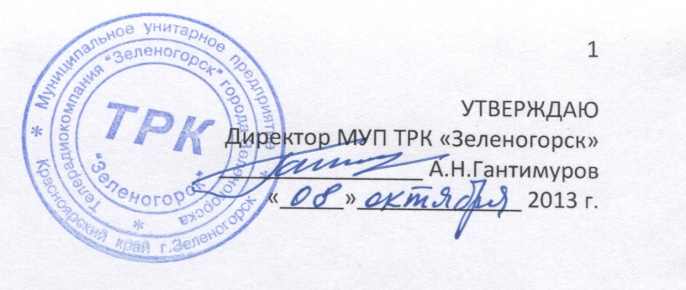 1
УТВЕРЖДАЮ
Директор МУП ТРК «Зеленогорск»
А.Н.Гантимуров
« 08 » октября 2013 г.
* Муниципальное унитарное предприятие *
Красноярский край г.Зеленогорск
Телерадиокомпания "Зеленогорск" города Зеленогорска
*
ТРК
"Зеленогорск"